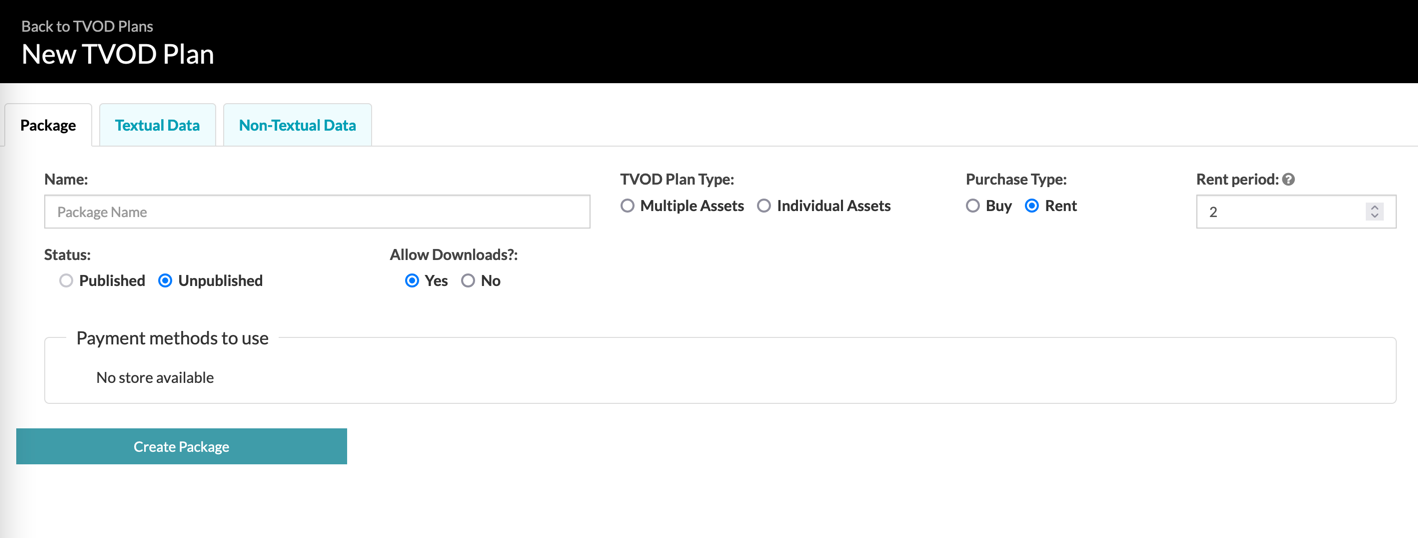 Back to TVOD Plans
New TVOD Plan
Package Textual Data Non-Textual Data
Name: TVOD Plan Type: Purchase Type: Rent period: ?
Package Name Multiple Assets Individual Assets Buy Rent 2
Status: Allow Downloads?:
Published Unpublished Yes No
Payment methods to use
No store available
Create Package